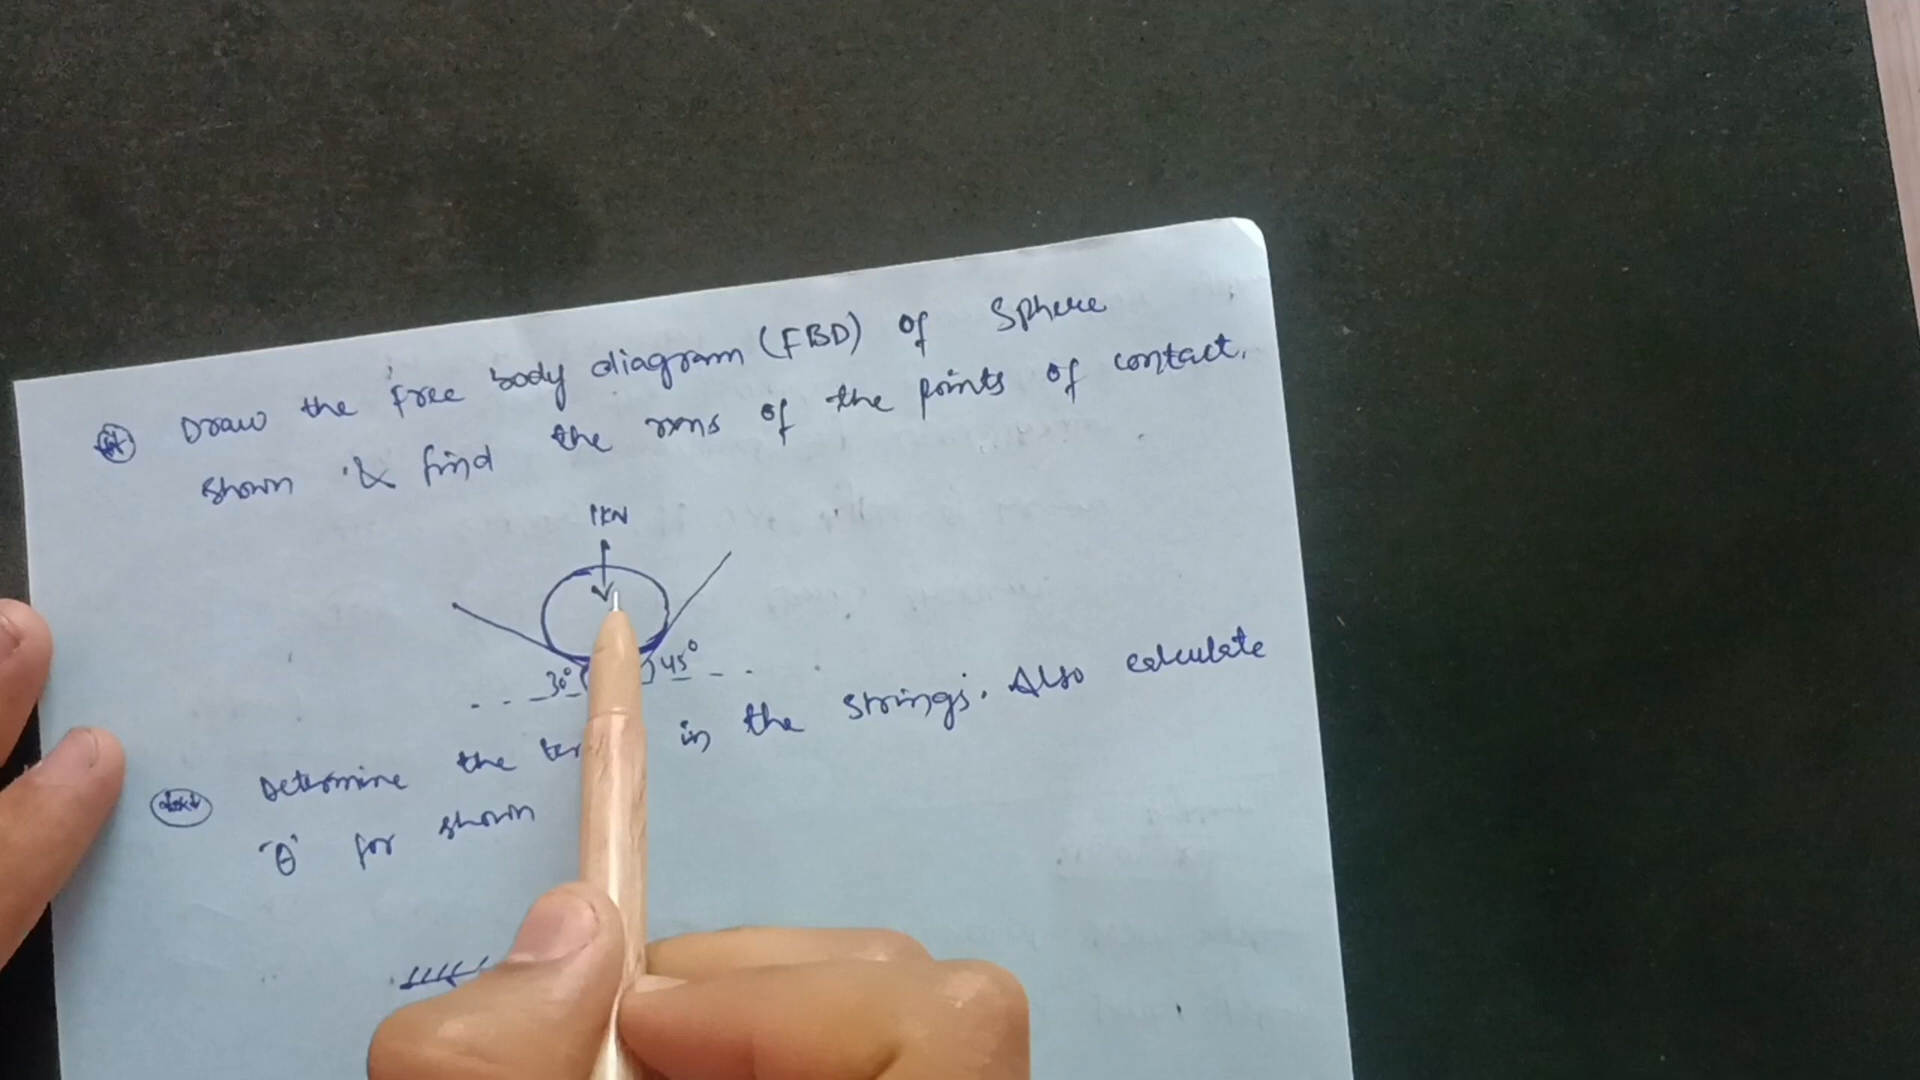 Draw the free body diagram (FBD) of Sphere
shown & find the rxns of the points of contact.
1KN
30° 45°
Determine the in the strings. Also calculate
'θ' for shown